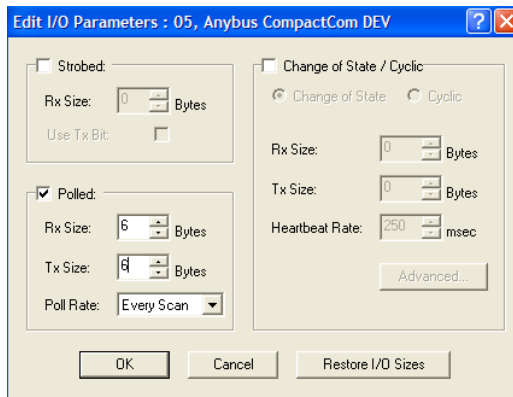 Edit I/O Parameters : 05, Anybus CompactCom DEV
Strobed:
Rx Size: 0 Bytes
Use Tx Bit:
Polled:
Rx Size: 6 Bytes
Tx Size: 6 Bytes
Poll Rate: Every Scan
Change of State / Cyclic
Change of State Cyclic
Rx Size: 0 Bytes
Tx Size: 0 Bytes
Heartbeat Rate: 250 msec
Advanced...
OK Cancel Restore I/O Sizes